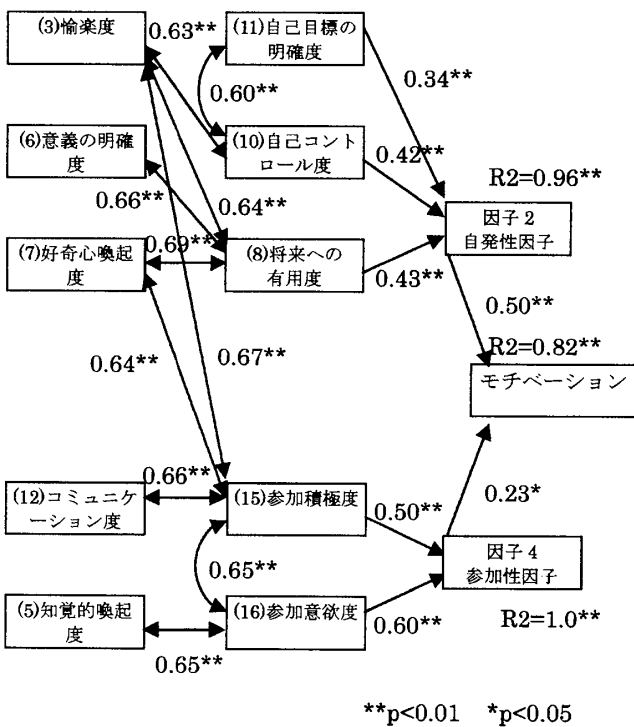 (3)愉楽度
0.63**
(11)自己目標の
明確度
0.34**
0.60**
(6)意義の明確
度
(10)自己コント
ロール度
0.42**
R2=0.96**
0.66**
0.64**
因子2
自発性因子
(7)好奇心喚起
度
0.69**
(8)将来への
有用度
0.43**
0.50**
R2=0.82**
0.64**
0.67**
モチベーション
(12)コミュニケ
ーション度
0.66**
(15)参加積極度
0.50**
0.23*
0.65**
因子4
参加性因子
(5)知覚的喚起
度
(16)参加意欲度
0.60**
R2=1.0**
0.65**
**p<0.01 *p<0.05